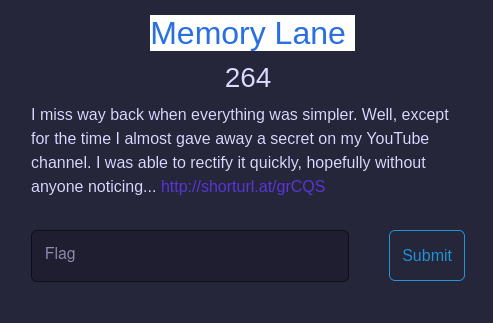 Memory Lane
264
I miss way back when everything was simpler. Well, except
for the time I almost gave away a secret on my YouTube
channel. I was able to rectify it quickly, hopefully without
anyone noticing... http://shorturl.at/grCQS
Flag
Submit